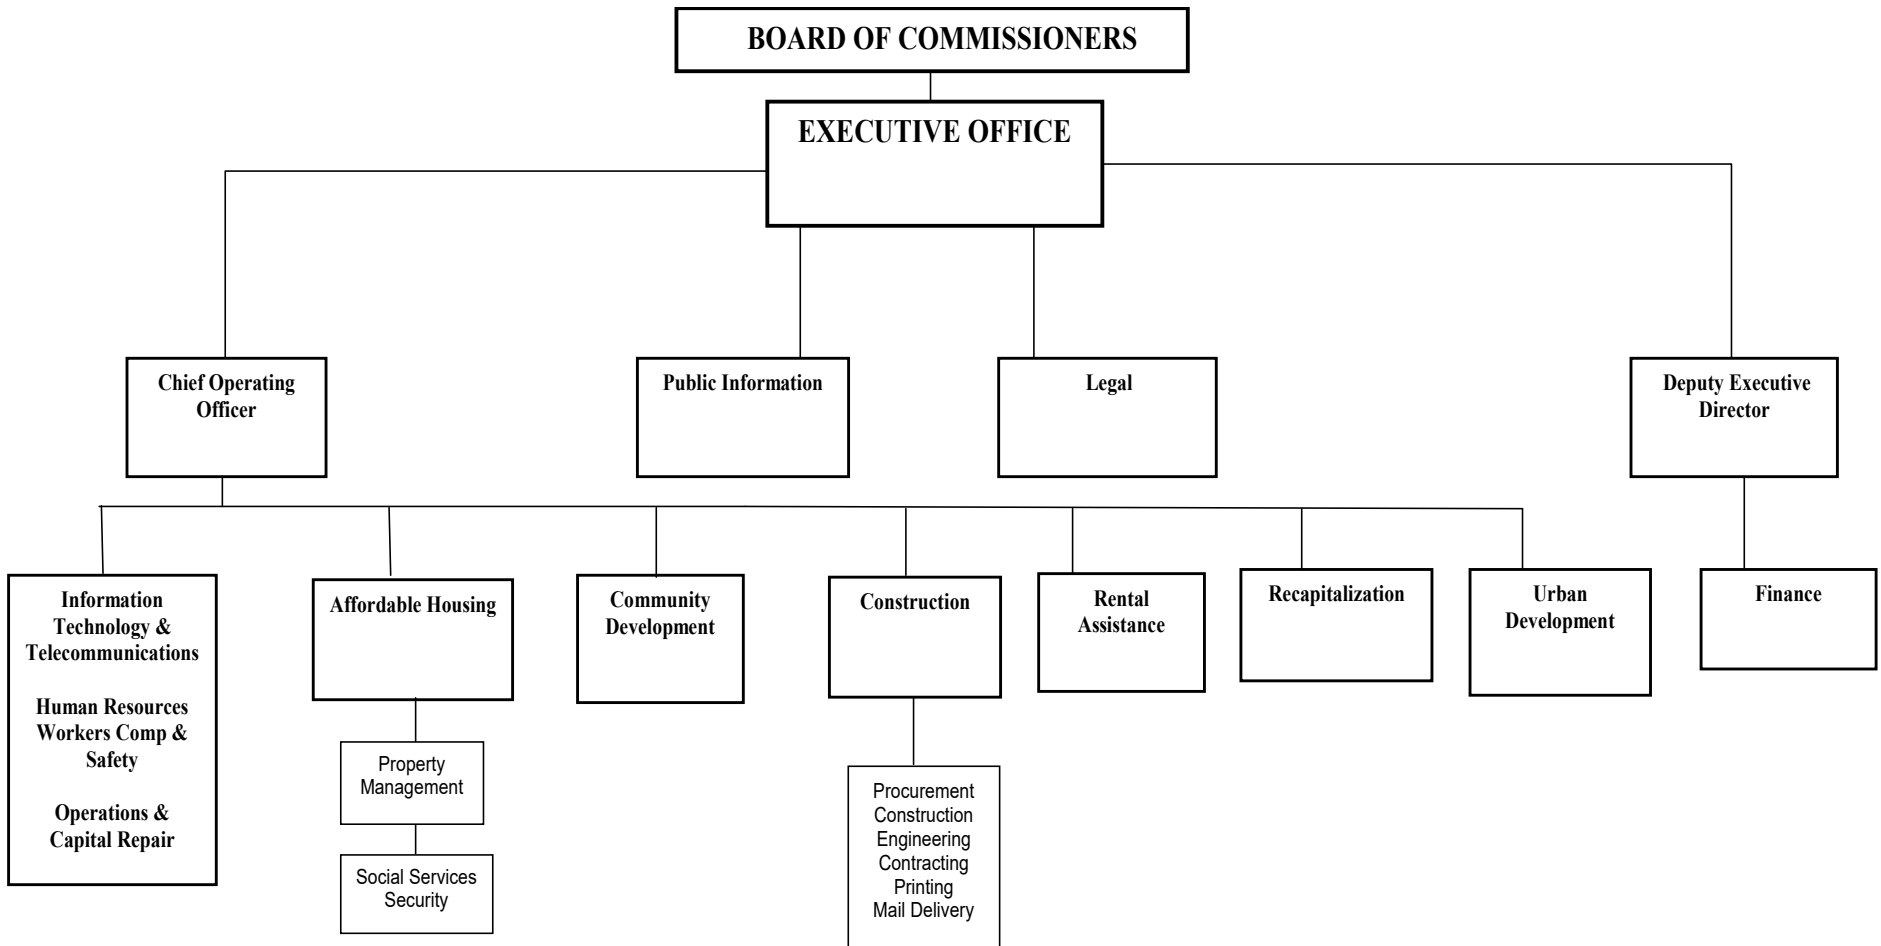 BOARD OF COMMISSIONERS
EXECUTIVE OFFICE
Chief Operating
Officer
Public Information
Legal
Deputy Executive
Director
Information
Technology &
Telecommunications
Human Resources
Workers Comp &
Safety
Operations &
Capital Repair
Affordable Housing
Property
Management
Social Services
Security
Community
Development
Construction
Procurement
Construction
Engineering
Contracting
Printing
Mail Delivery
Rental
Assistance
Recapitalization
Urban
Development
Finance